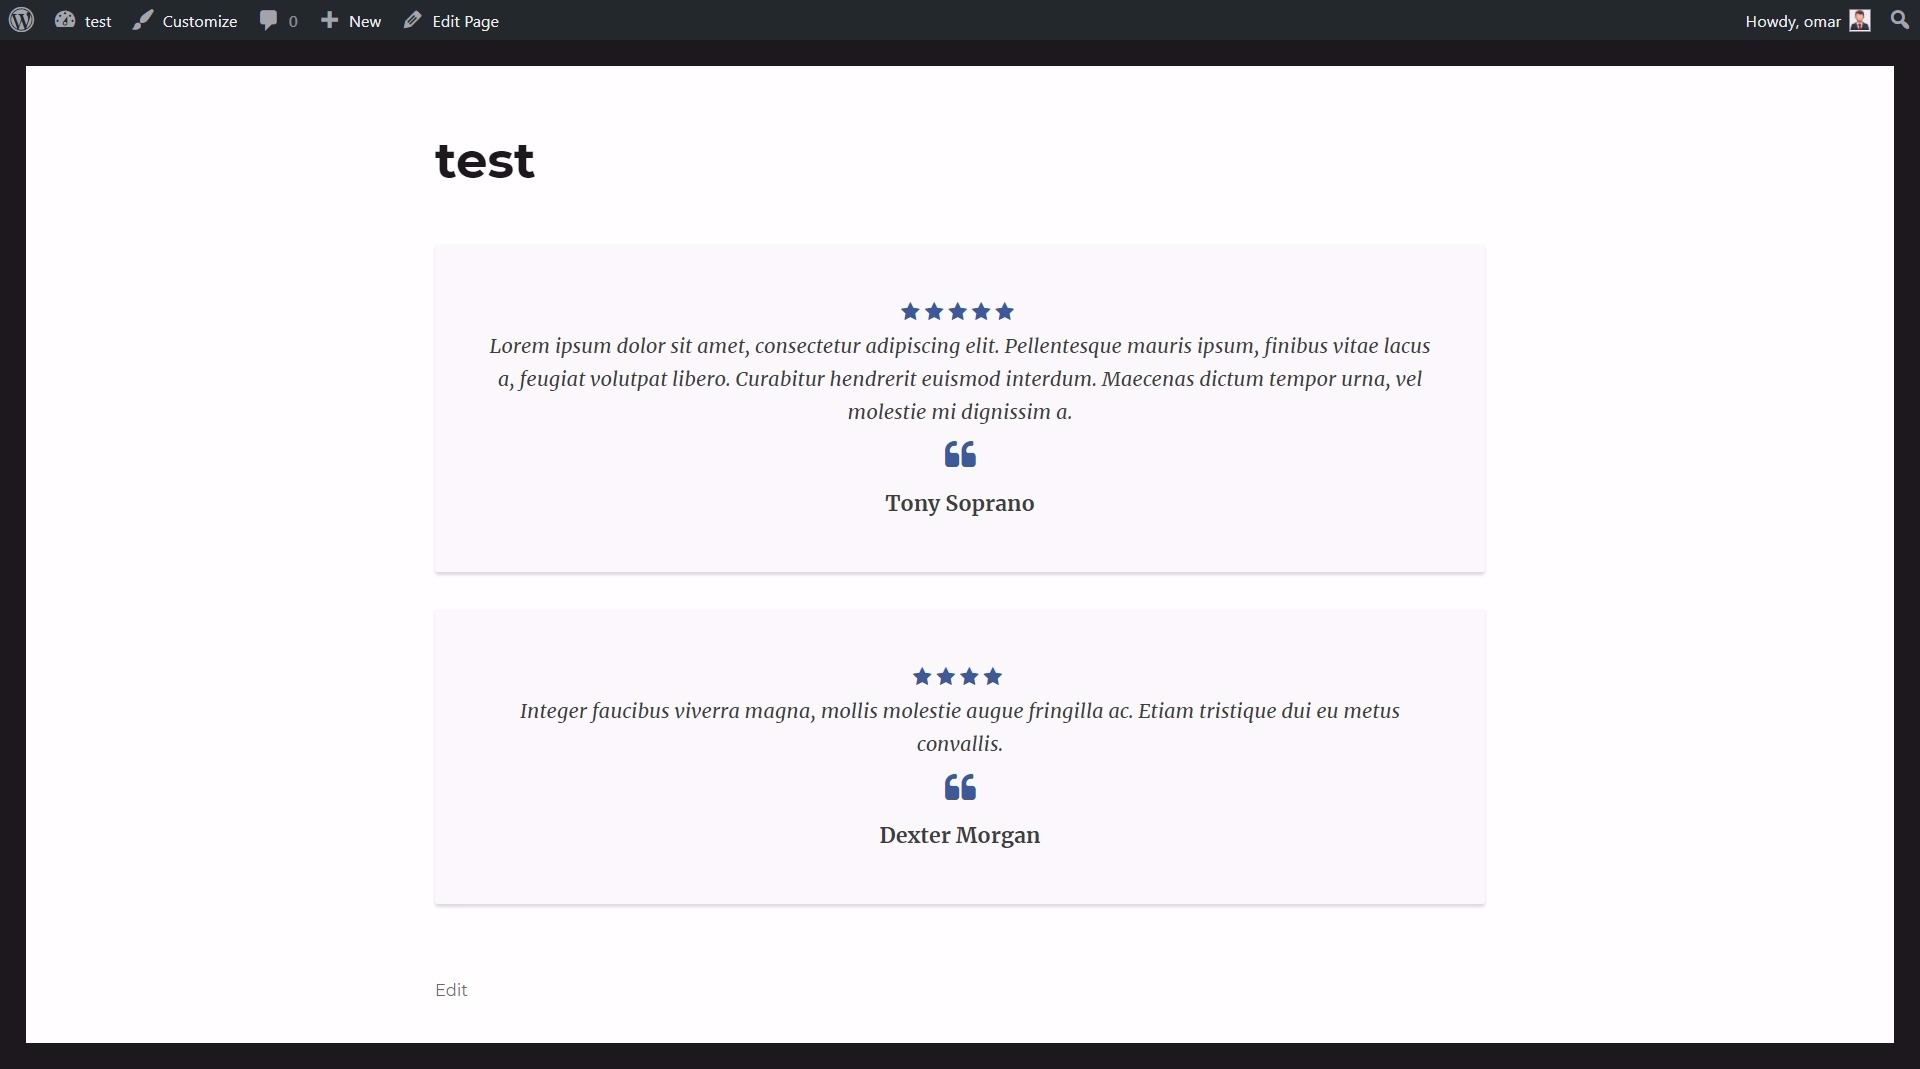 test
Customize
0
New
Edit Page
Howdy, omar
test
Lorem ipsum dolor sit amet, consectetur adipiscing elit. Pellentesque mauris ipsum, finibus vitae lacus
a, feugiat volutpat libero. Curabitur hendrerit euismod interdum. Maecenas dictum tempor urna, vel
molestie mi dignissim a.
Tony Soprano
Integer faucibus viverra magna, mollis molestie augue fringilla ac. Etiam tristique dui eu metus
convallis.
Dexter Morgan
Edit